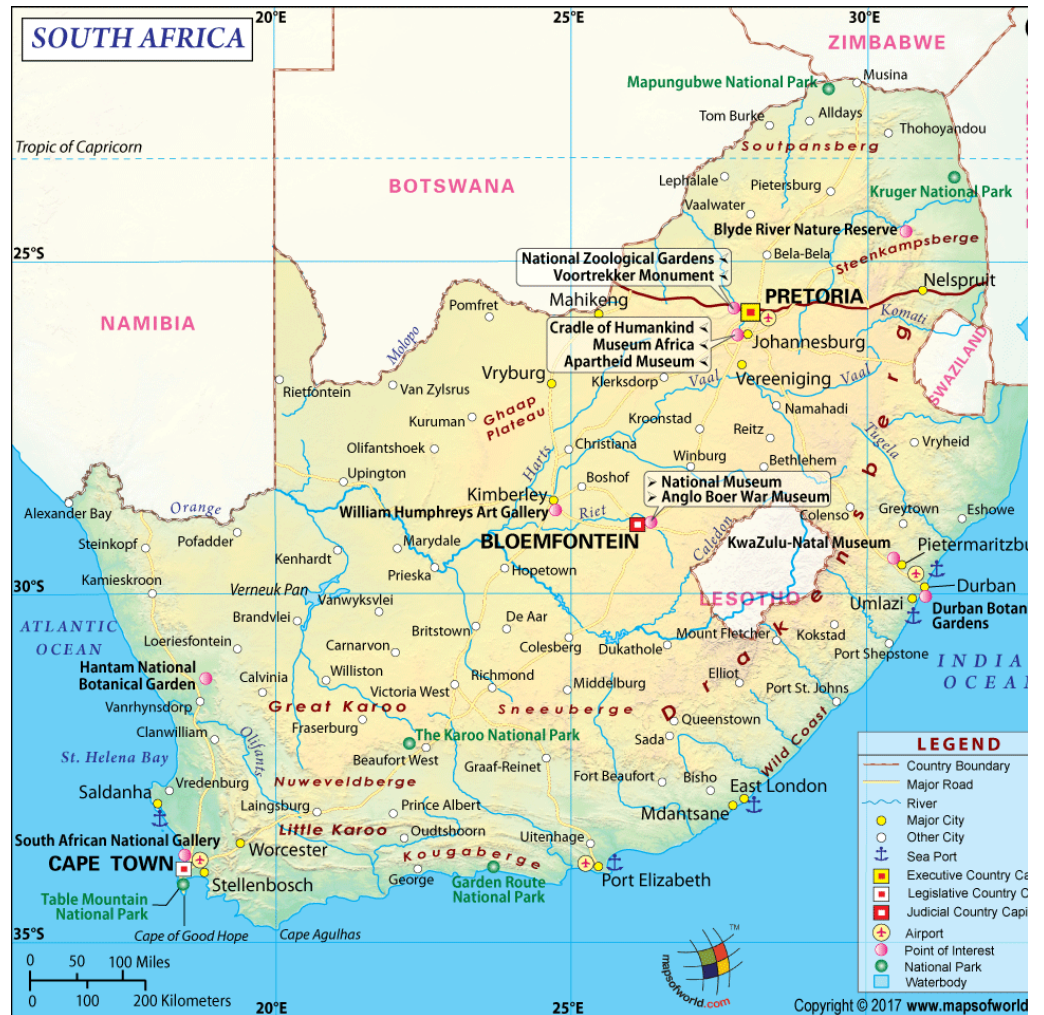 SOUTH AFRICA
20°E
25°E
30°E
ZIMBABWE
Mapungubwe National Park
Musina
Tom Burke
Alldays
Thohoyandou
Tropic of Capricorn
Soutpansberg
BOTSWANA
Lephalale
Pietersburg
Kruger National Park
Vaalwater
Blyde River Nature Reserve
25°S
National Zoological Gardens
Voortrekker Monument
Bela-Bela
Steenkampsberge
Nelspruit
PRETORIA
Mahikeng
Pomfret
NAMIBIA
Komati
Cradle of Humankind
Museum Africa
Apartheid Museum
Johannesburg
Molopo
SWAZILAND
Rietfontein
Van Zylsrus
Vryburg
Klerksdorp
Vaal
Vereeniging
Vaal
Ghaap
Plateau
Kuruman
Kroonstad
Namahadi
Reitz
Tugela
Vryheid
Olifantshoek
Christiana
Harts
Winburg
Bethlehem
Upington
Boshof
National Museum
Anglo Boer War Museum
Kimberley
William Humphreys Art Gallery
Riet
Alexander Bay
Orange
Colenso
Greytown
Eshowe
Steinkopf
Pofadder
Marydale
BLOEMFONTEIN
Caledon
KwaZulu-Natal Museum
Pietermaritzbu
Kenhardt
Prieska
Hopetown
Kamieskroon
Verneuk Pan
30°S
Vanwyksvlei
LESOTHO
Durban
Umlazi
Durban Botan
Gardens
Brandvlei
De Aar
ATLANTIC
OCEAN
Loeriesfontein
Britstown
Colesberg
Dukathole
Mount Fletcher
Kokstad
Port Shepstone
Carnarvon
Hantam National
Botanical Garden
Calvinia
Williston
Victoria West
Richmond
Middelburg
Elliot
Port St. Johns
INDIA
OCEAN
Vanrhynsdorp
Great Karoo
Fraserburg
Sneeuberge
Drakensberg
Queenstown
Clanwilliam
Olifants
The Karoo National Park
Sada
Wild Coast
St. Helena Bay
Beaufort West
Graaf-Reinet
Fort Beaufort
Bisho
Vredenburg
Nuweveldberge
East London
Saldanha
Laingsburg
Prince Albert
Mdantsane
South African National Gallery
Little Karoo
Oudtshoorn
Uitenhage
CAPE TOWN
Worcester
Kougaberge
Stellenbosch
George
Garden Route
National Park
Port Elizabeth
Table Mountain
National Park
Cape of Good Hope
Cape Agulhas
35°S
LEGEND
Country Boundary
Major Road
River
Major City
Other City
Sea Port
Executive Country Ca
Legislative Country C
Judicial Country Capi
Airport
Point of Interest
National Park
Waterbody
0 50 100 Miles
0 100 200 Kilometers
20°E
25°E
TM
mapsofworld.com
Copyright © 2017 www.mapsofworld